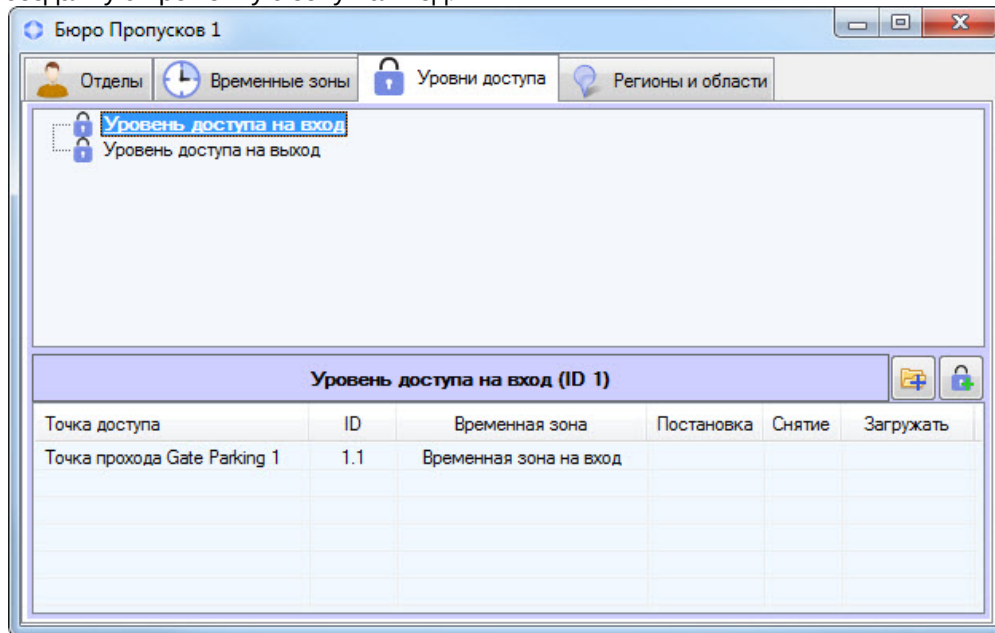 Бюро Пропусков 1
Отделы Временные зоны Уровни доступа Регионы и области
Уровень доступа на вход
Уровень доступа на выход
Уровень доступа на вход (ID 1)
Точка доступа ID Временная зона Постановка Снятие Загружать
Точка прохода Gate Parking 1 1.1 Временная зона на вход